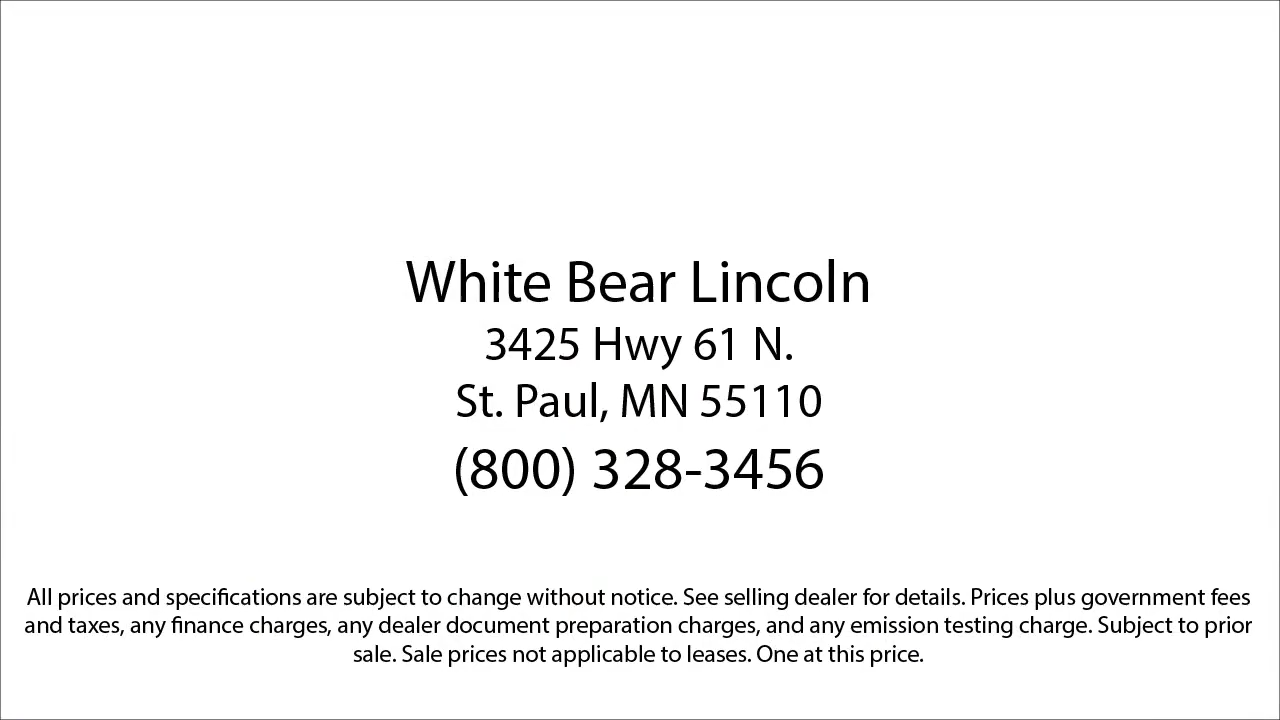 White Bear Lincoln
3425 Hwy 61 N.
St. Paul, MN 55110
(800) 328-3456
All prices and specifications are subject to change without notice. See selling dealer for details. Prices plus government fees
and taxes, any finance charges, any dealer document preparation charges, and any emission testing charge. Subject to prior
sale. Sale prices not applicable to leases. One at this price.